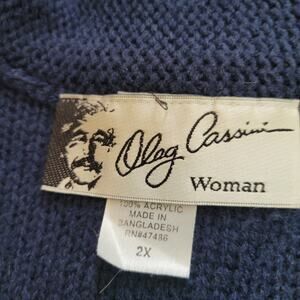 Oleg Cassini
Woman
100% ACRYLIC
MADE IN
BANGLADESH
RN#47486
2X